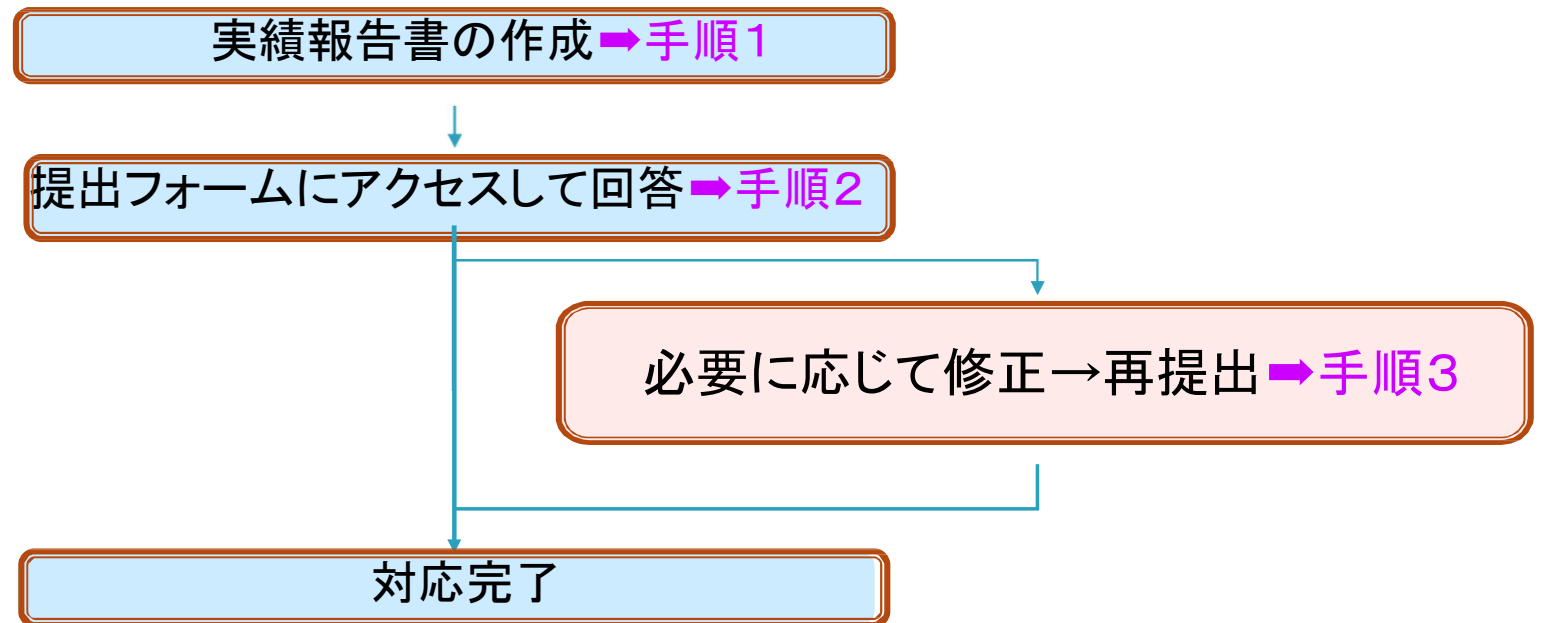 実績報告書の作成➡手順１
提出フォームにアクセスして回答➡手順２
必要に応じて修正→再提出➡手順３
対応完了